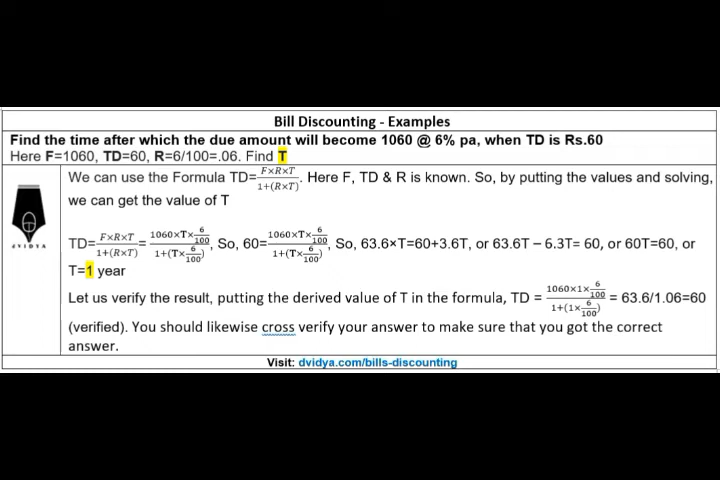 Bill Discounting - Examples
Find the time after which the due amount will become 1060 @ 6% pa, when TD is Rs.60
Here F=1060, TD=60, R=6/100=.06. Find T
We can use the Formula TD=F×R×T/1+(R×T). Here F, TD & R is known. So, by putting the values and solving,
we can get the value of T
DVIDYA
TD=F×R×T/1+(R×T)=1060×T×6/100/1+(T×6/100), So, 60=1060×T×6/100/1+(T×6/100), So, 63.6×T=60+3.6T, or 63.6T – 6.3T= 60, or 60T=60, or
T=1 year
Let us verify the result, putting the derived value of T in the formula, TD = 1060×1×6/100/1+(1×6/100) = 63.6/1.06=60
(verified). You should likewise cross verify your answer to make sure that you got the correct
answer.
Visit: dvidya.com/bills-discounting